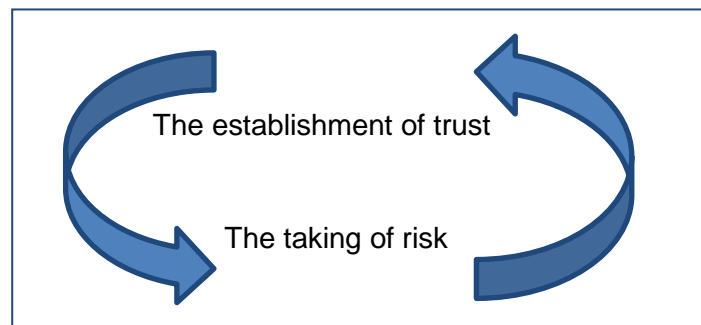 The establishment of trust
The taking of risk